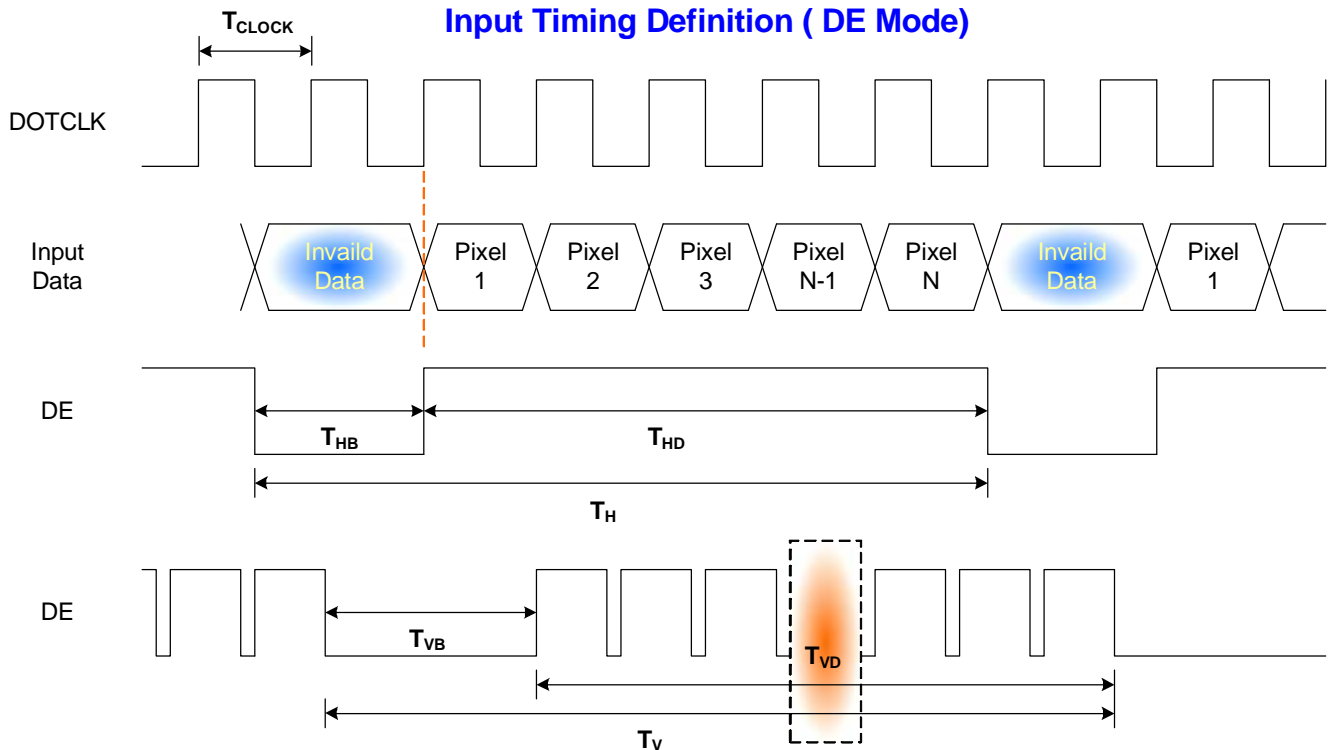 Input Timing Definition ( DE Mode)
TCLOCK
DOTCLK
Input
Data
Invaild
Data
Pixel
1
Pixel
2
Pixel
3
Pixel
N-1
Pixel
N
Invaild
Data
Pixel
1
DE
THB
THD
TH
DE
TVB
TVD
TV